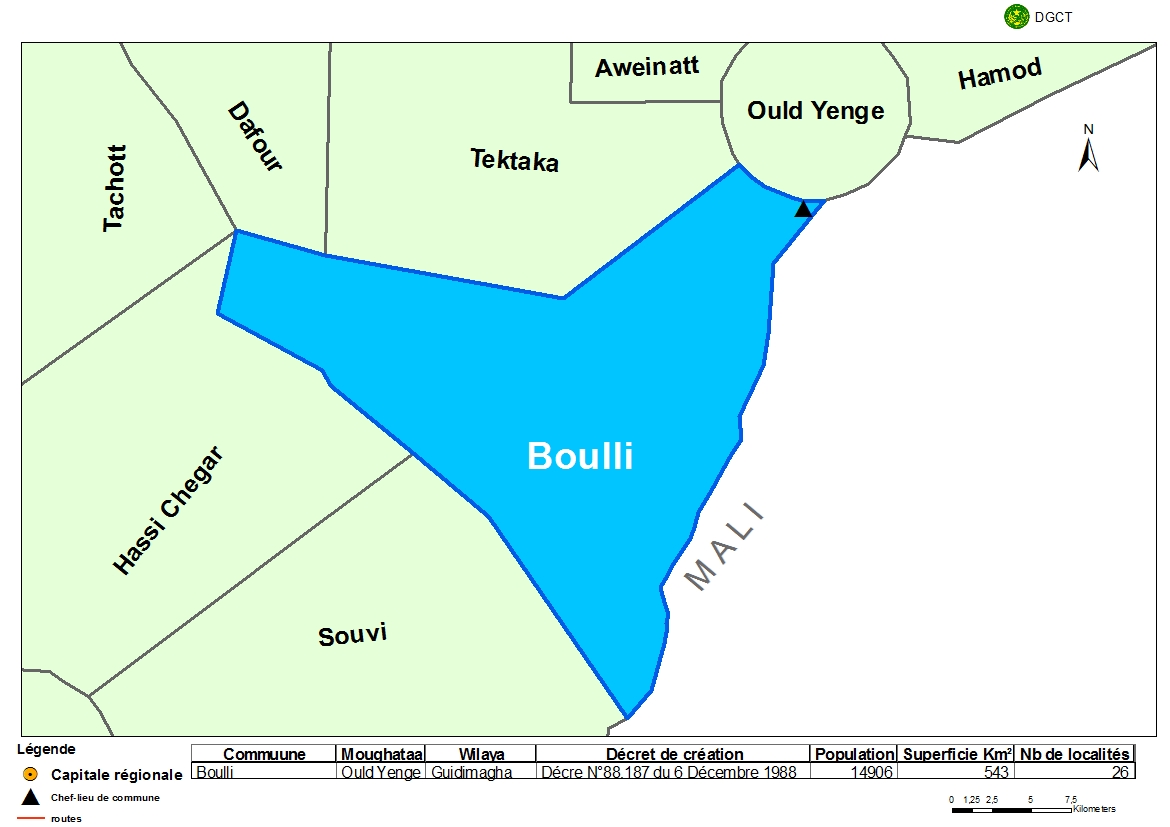 DGCT
Aweinatt
Hamod
Ould Yenge
Dafour
Tektaka
Tachott
N
Boulli
Hassi Chegar
MALI
Souvi
Légende
Capitale régionale
Chef-lieu de commune
routes
Commuune Moughataa Wilaya Décret de création Population Superficie Km² Nb de localités
Boulli Ould Yenge Guidimagha Décre N°88.187 du 6 Décembre 1988 14906 543 26
0 1,25 2,5 5 7,5
Kilometers